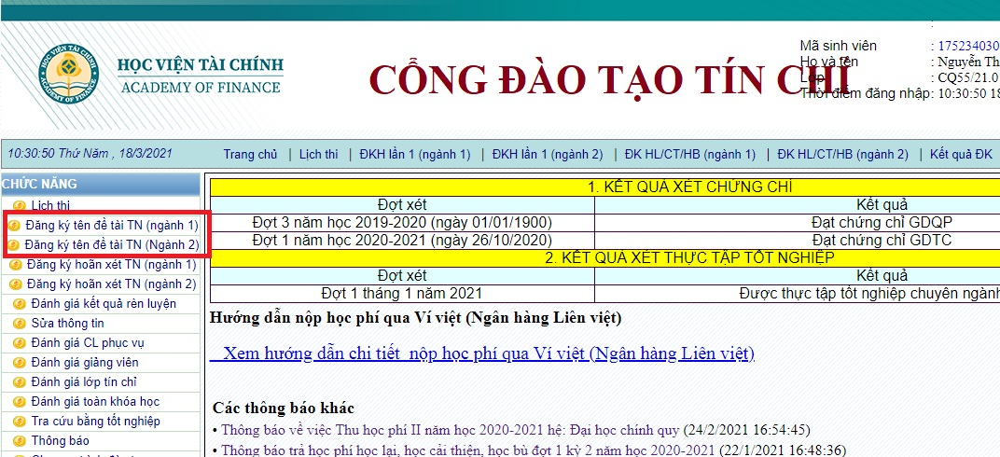 HỌC VIỆN TÀI CHÍNH
ACADEMY OF FINANCE
CỔNG ĐÀO TẠO TÍN CHỈ
Mã sinh viên : 175234030
Họ và tên : Nguyễn Th
Lớp : CQ55/21.0
Thời điểm đăng nhập: 10:30:50 18
10:30:50 Thứ Năm , 18/3/2021
Trang chủ | Lịch thi | ĐKH lần 1 (ngành 1) | ĐKH lần 1 (ngành 2) | ĐK HL/CT/HB (ngành 1) | ĐK HL/CT/HB (ngành 2) | Kết quả ĐK
CHỨC NĂNG
Lịch thi
Đăng ký tên đề tài TN (ngành 1)
Đăng ký tên đề tài TN (Ngành 2)
Đăng ký hoãn xét TN (ngành 1)
Đăng ký hoãn xét TN (ngành 2)
Đánh giá kết quả rèn luyện
Sửa thông tin
Đánh giá CL phục vụ
Đánh giá giảng viên
Đánh giá lớp tín chỉ
Đánh giá toàn khóa học
Tra cứu bằng tốt nghiệp
Thông báo
1. KẾT QUẢ XÉT CHỨNG CHỈ
Đợt xét Kết quả
Đợt 3 năm học 2019-2020 (ngày 01/01/1900) Đạt chứng chỉ GDQP
Đợt 1 năm học 2020-2021 (ngày 26/10/2020) Đạt chứng chỉ GDTC
2. KẾT QUẢ XÉT THỰC TẬP TỐT NGHIỆP
Đợt xét Kết quả
Đợt 1 tháng 1 năm 2021 Được thực tập tốt nghiệp chuyên ngành
Hướng dẫn nộp học phí qua Ví việt (Ngân hàng Liên việt)
Xem hướng dẫn chi tiết nộp học phí qua Ví việt (Ngân hàng Liên việt)
Các thông báo khác
• Thông báo về việc Thu học phí II năm học 2020-2021 hệ: Đại học chính quy (24/2/2021 16:54:45)
• Thông báo trả học phí học lại, học cải thiện, học bù đợt 1 kỳ 2 năm học 2020-2021 (22/1/2021 16:48:36)